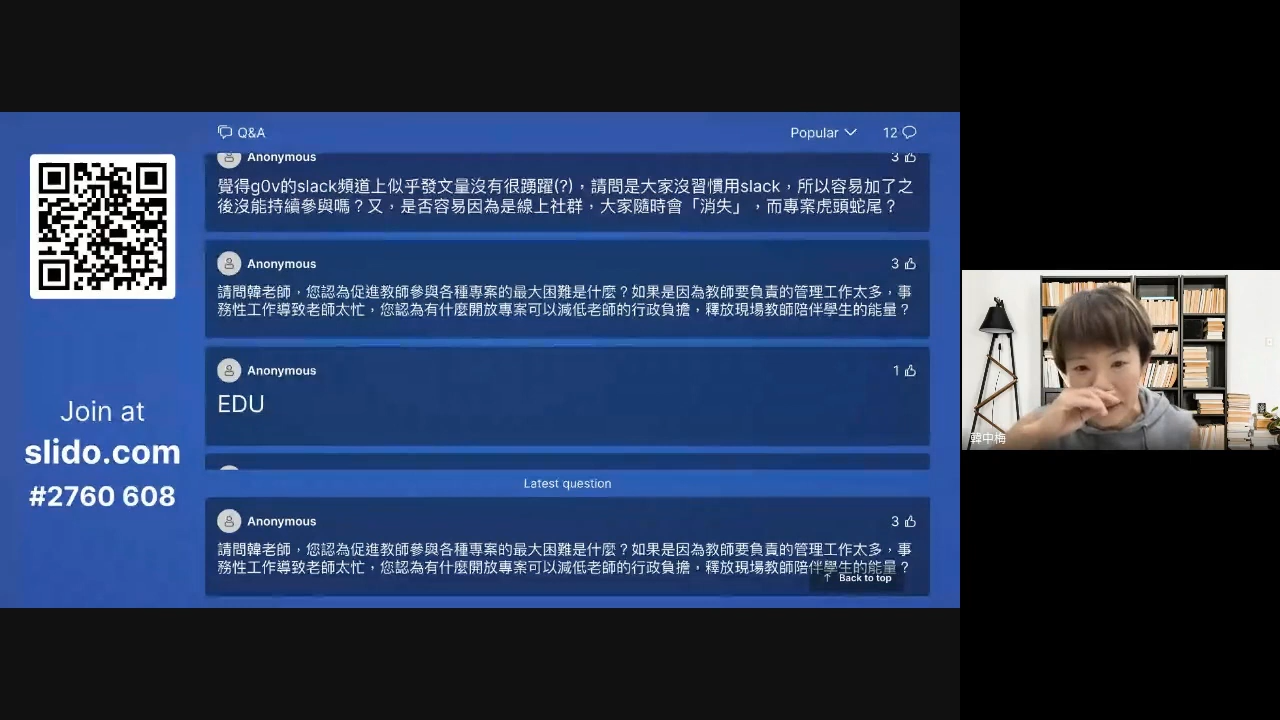 Q&A
Popular
12
Anonymous
3
覺得g0v的slack頻道上似乎發文量沒有很踴躍(?)，請問是大家沒習慣用slack，所以容易加了之
後沒能持續參與嗎？又，是否容易因為是線上社群，大家隨時會「消失」，而專案虎頭蛇尾？
Anonymous
3
請問韓老師，您認為促進教師參與各種專案的最大困難是什麼？如果是因為教師要負責的管理工作太多，事
務性工作導致老師太忙，您認為有什麼開放專案可以減低老師的行政負擔，釋放現場教師陪伴學生的能量？
Anonymous
1
EDU
Latest question
Anonymous
3
請問韓老師，您認為促進教師參與各種專案的最大困難是什麼？如果是因為教師要負責的管理工作太多，事
務性工作導致老師太忙，您認為有什麼開放專案可以減低老師的行政負擔，釋放現場教師陪伴學生的能量？
Back to top
Join at
slido.com
#2760 608
韓中梅